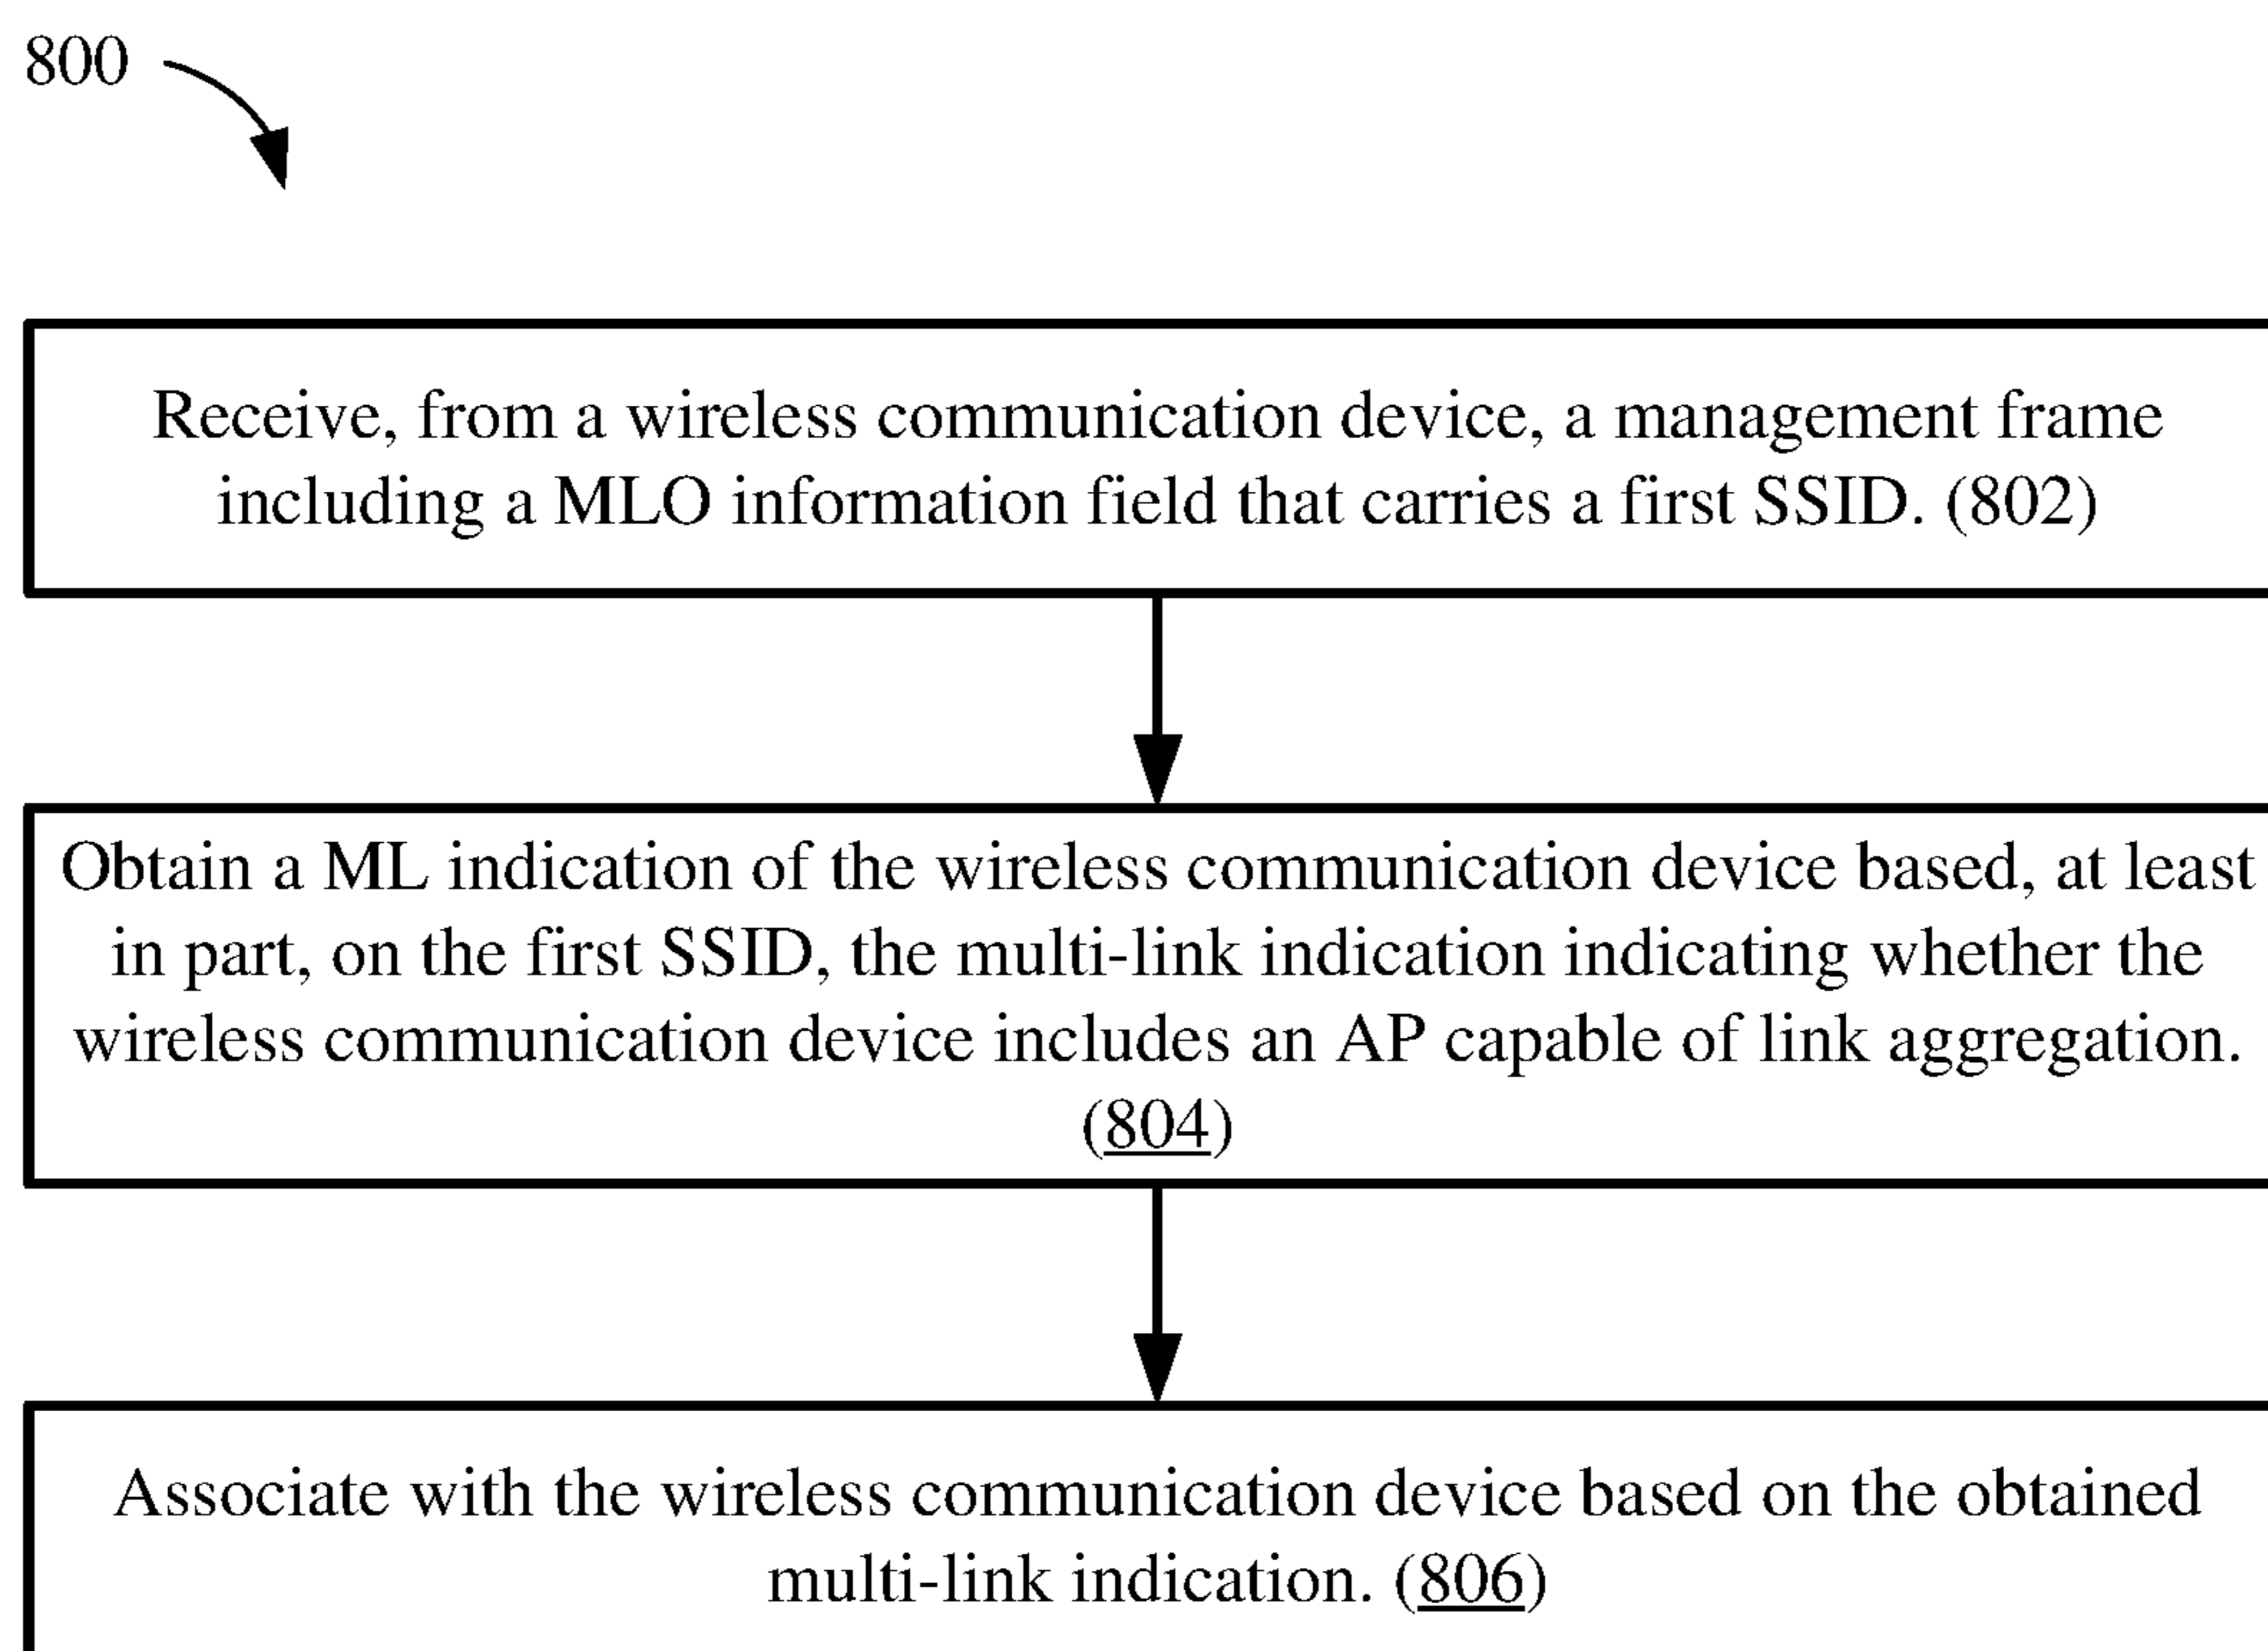 800
Receive, from a wireless communication device, a management frame
including a MLO information field that carries a first SSID. (802)
Obtain a ML indication of the wireless communication device based, at least
in part, on the first SSID, the multi-link indication indicating whether the
wireless communication device includes an AP capable of link aggregation.
(804)
Associate with the wireless communication device based on the obtained
multi-link indication. (806)